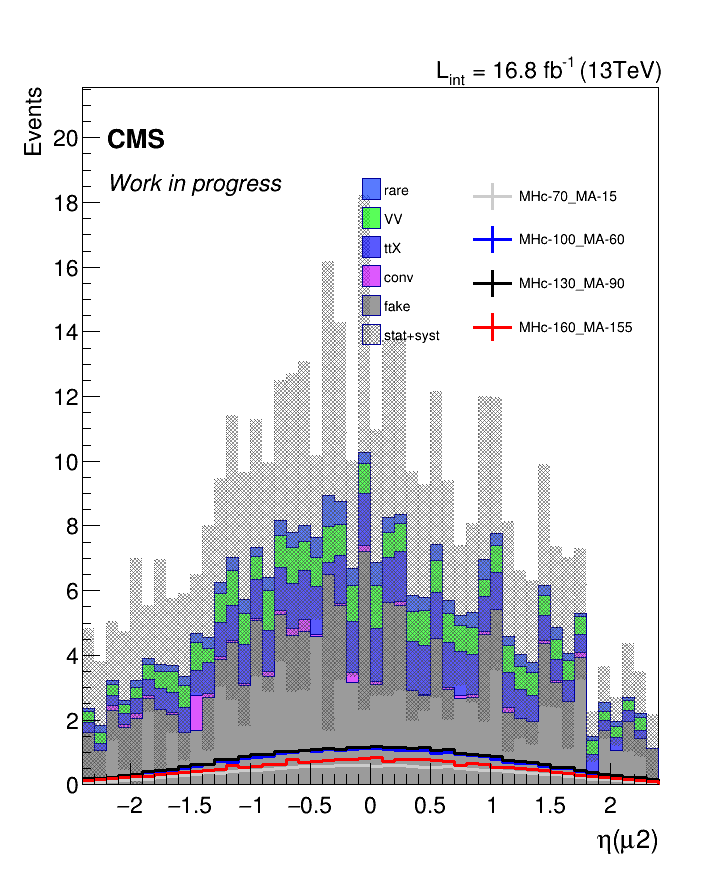 L_int = 16.8 fb^-1 (13TeV)
Events
CMS
Work in progress
rare
VV
ttX
conv
fake
stat+syst
MHc-70_MA-15
MHc-100_MA-60
MHc-130_MA-90
MHc-160_MA-155
20
18
16
14
12
10
8
6
4
2
0
−2 −1.5 −1 −0.5 0 0.5 1 1.5 2
η(μ2)